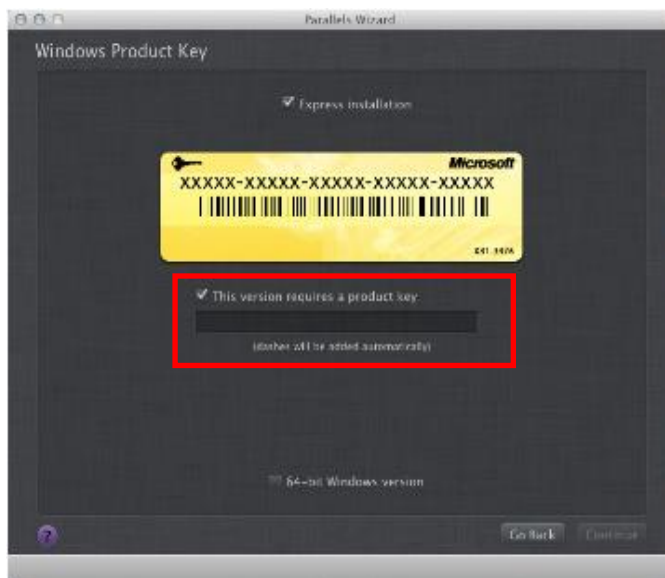 Parallels Wizard
Windows Product Key
Express installation
Microsoft
XXXXX-XXXXX-XXXXX-XXXXX-XXXXX
This version requires a product key
(dashes will be added automatically)
64-bit Windows version
?
Go Back Continue